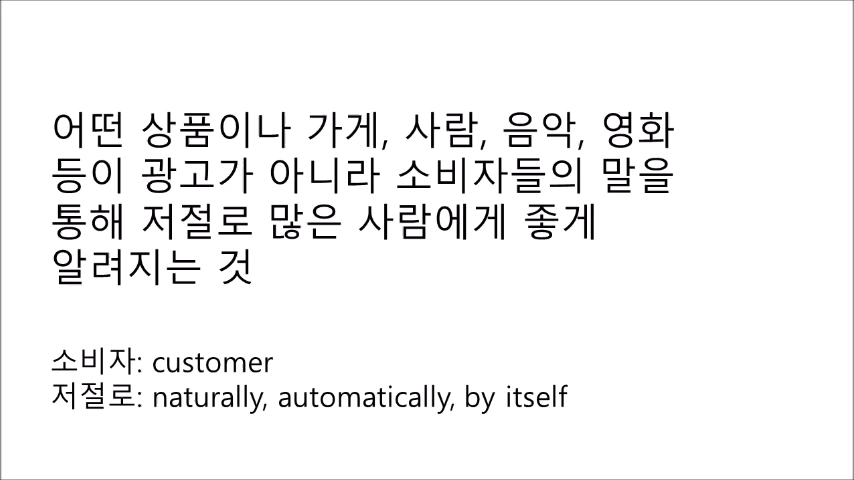 어떤 상품이나 가게, 사람, 음악, 영화
등이 광고가 아니라 소비자들의 말을
통해 저절로 많은 사람에게 좋게
알려지는 것
소비자: customer
저절로: naturally, automatically, by itself